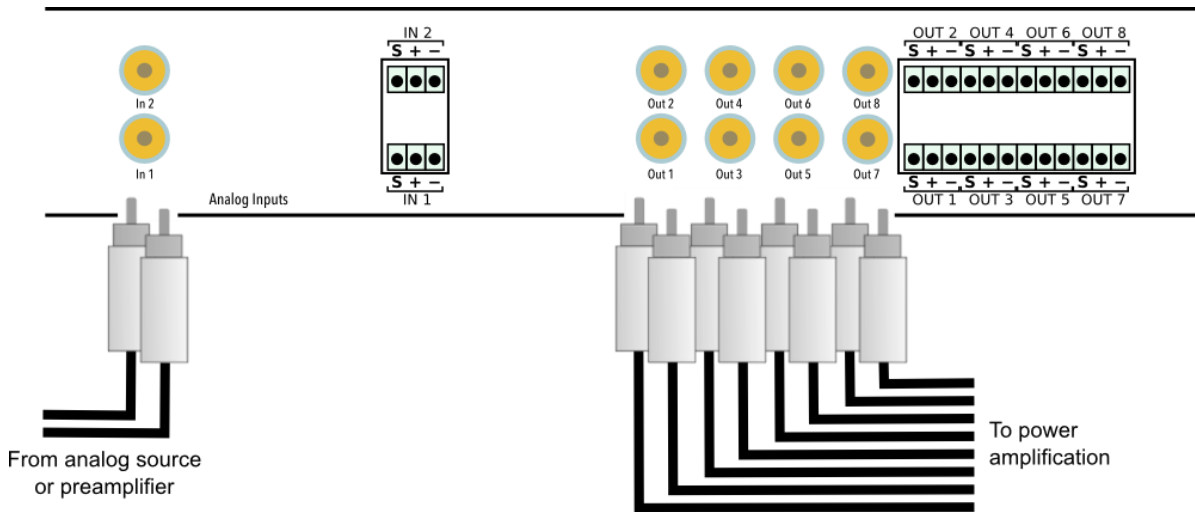 IN 2
S + −
OUT 2 OUT 4 OUT 6 OUT 8
S + − S + − S + − S + −
In 2
Out 2 Out 4 Out 6 Out 8
In 1
Out 1 Out 3 Out 5 Out 7
S + −
IN 1
S + − S + − S + − S + −
OUT 1 OUT 3 OUT 5 OUT 7
Analog Inputs
From analog source
or preamplifier
To power
amplification